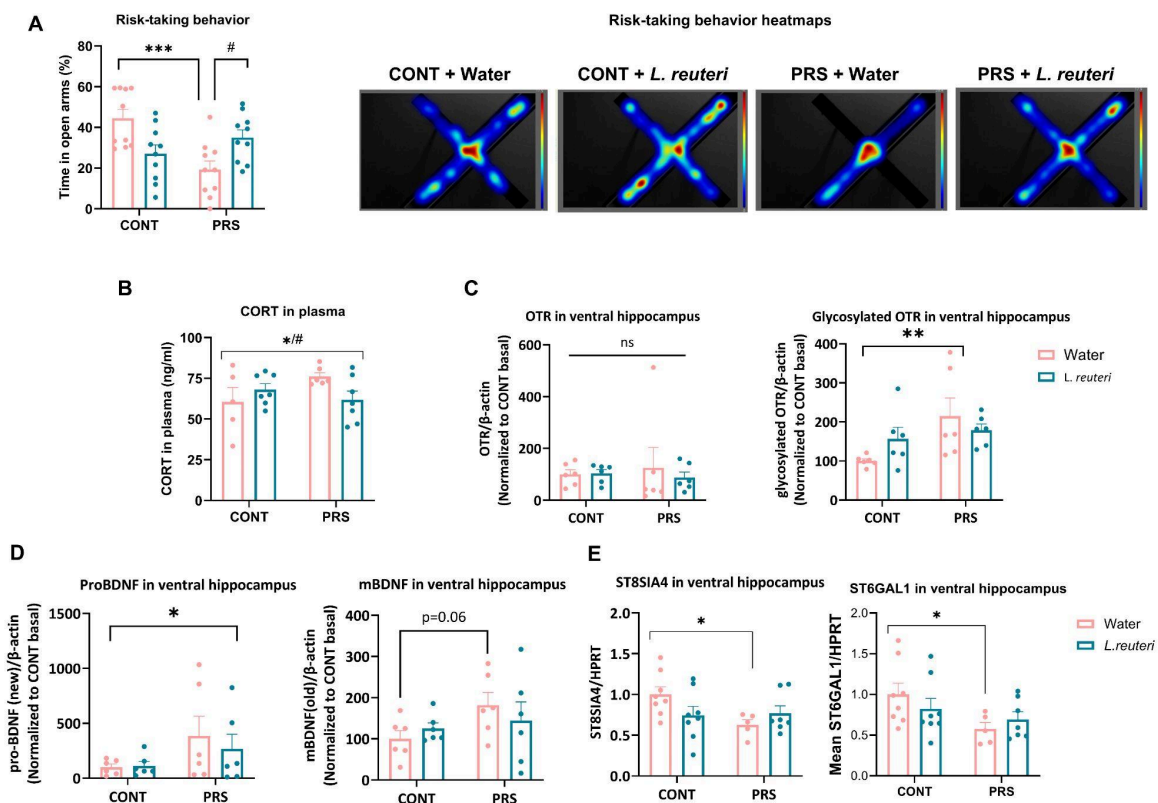 A
Risk-taking behavior
Time in open arms (%)
80
60
40
20
0
***
#
CONT
PRS
Risk-taking behavior heatmaps
CONT + Water
CONT + L. reuteri
PRS + Water
PRS + L. reuteri
B
CORT in plasma
CORT in plasma (ng/ml)
100
75
50
25
0
*/#
CONT
PRS
C
OTR in ventral hippocampus
OTR/β-actin
(Normalized to CONT basal)
600
400
200
0
ns
CONT
PRS
Glycosylated OTR in ventral hippocampus
glycosylated OTR/β-actin
(Normalized to CONT basal)
400
300
200
100
0
**
CONT
PRS
Water
L. reuteri
D
ProBDNF in ventral hippocampus
pro-BDNF (new)/β-actin
(Normalized to CONT basal)
1500
1000
500
0
*
CONT
PRS
mBDNF in ventral hippocampus
mBDNF(old)/β-actin
(Normalized to CONT basal)
400
300
200
100
0
p=0.06
CONT
PRS
E
ST8SIA4 in ventral hippocampus
ST8SIA4/HPRT
2.0
1.5
1.0
0.5
0.0
*
CONT
PRS
ST6GAL1 in ventral hippocampus
Mean ST6GAL1/HPRT
2.0
1.5
1.0
0.5
0.0
*
CONT
PRS
Water
L.reuteri